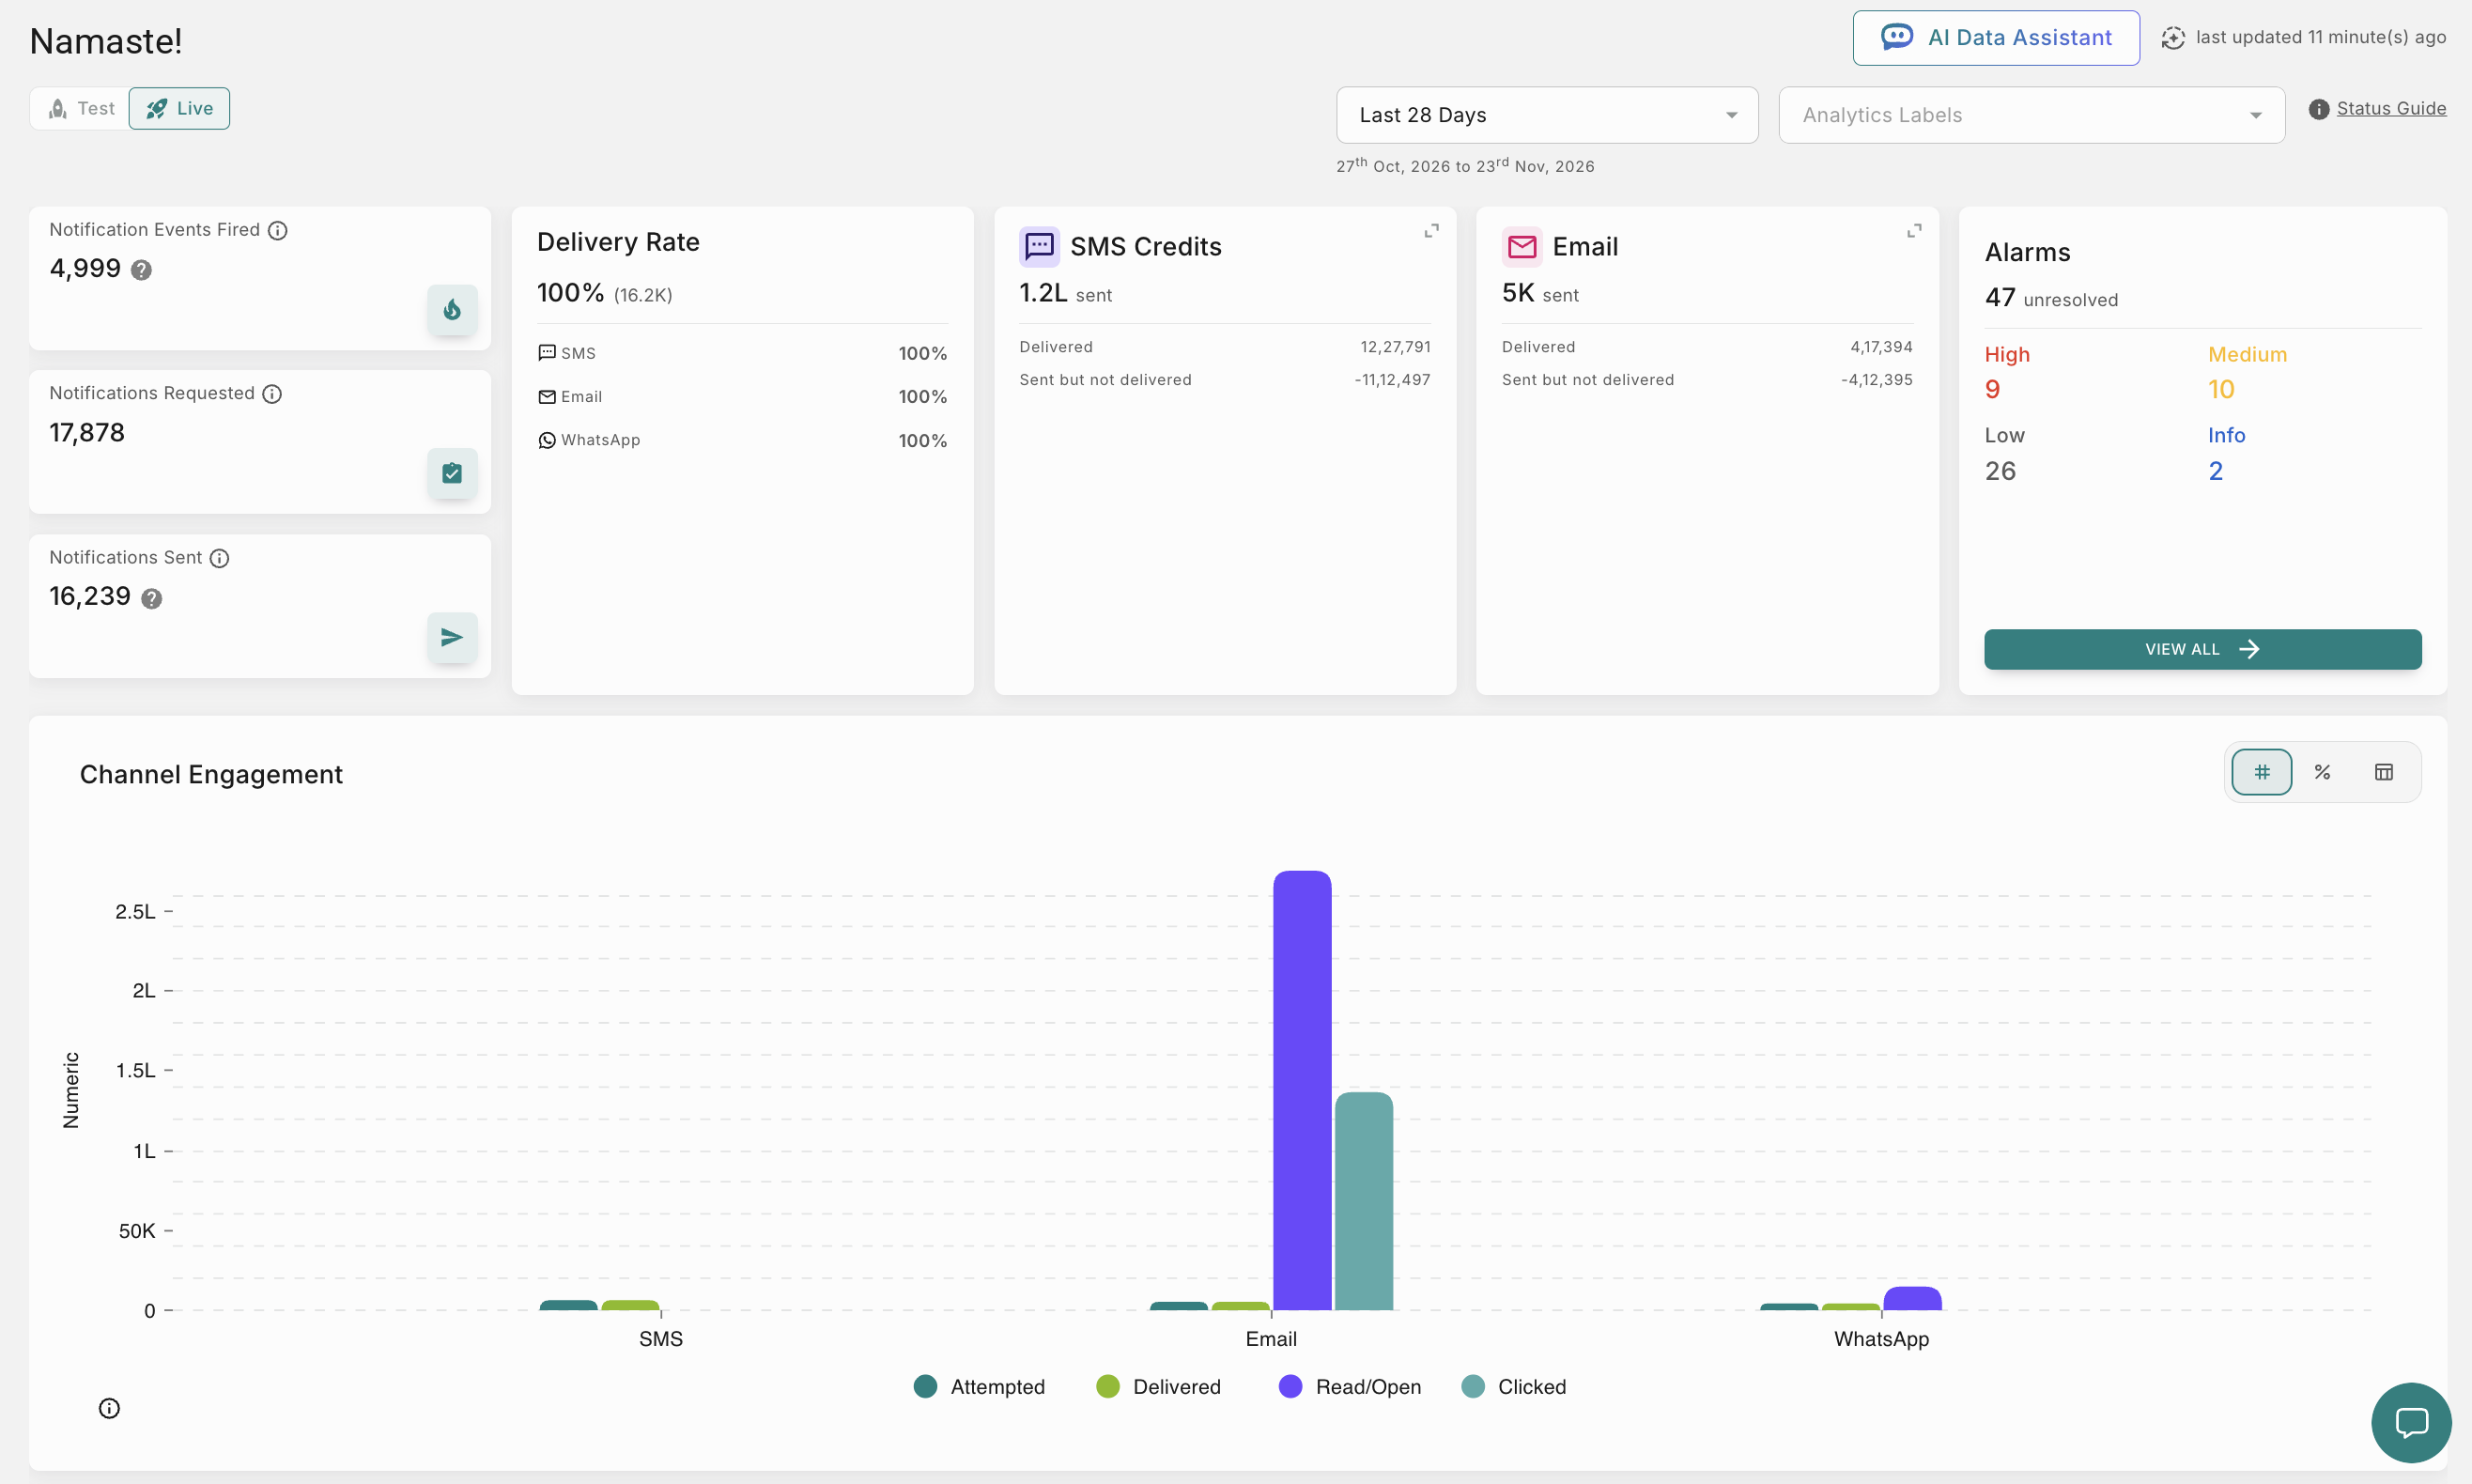 Namaste!
AI Data Assistant
last updated 11 minute(s) ago
Test
Live
Last 28 Days
Analytics Labels
Status Guide
27th Oct, 2026 to 23rd Nov, 2026
Notification Events Fired
4,999
Notifications Requested
17,878
Notifications Sent
16,239
Delivery Rate
100% (16.2K)
SMS 100%
Email 100%
WhatsApp 100%
SMS Credits
1.2L sent
Delivered 12,27,791
Sent but not delivered -11,12,497
Email
5K sent
Delivered 4,17,394
Sent but not delivered -4,12,395
Alarms
47 unresolved
High Medium
9 10
Low Info
26 2
VIEW ALL
Channel Engagement
# %
Numeric
2.5L
2L
1.5L
1L
50K
0
SMS Email WhatsApp
Attempted Delivered Read/Open Clicked